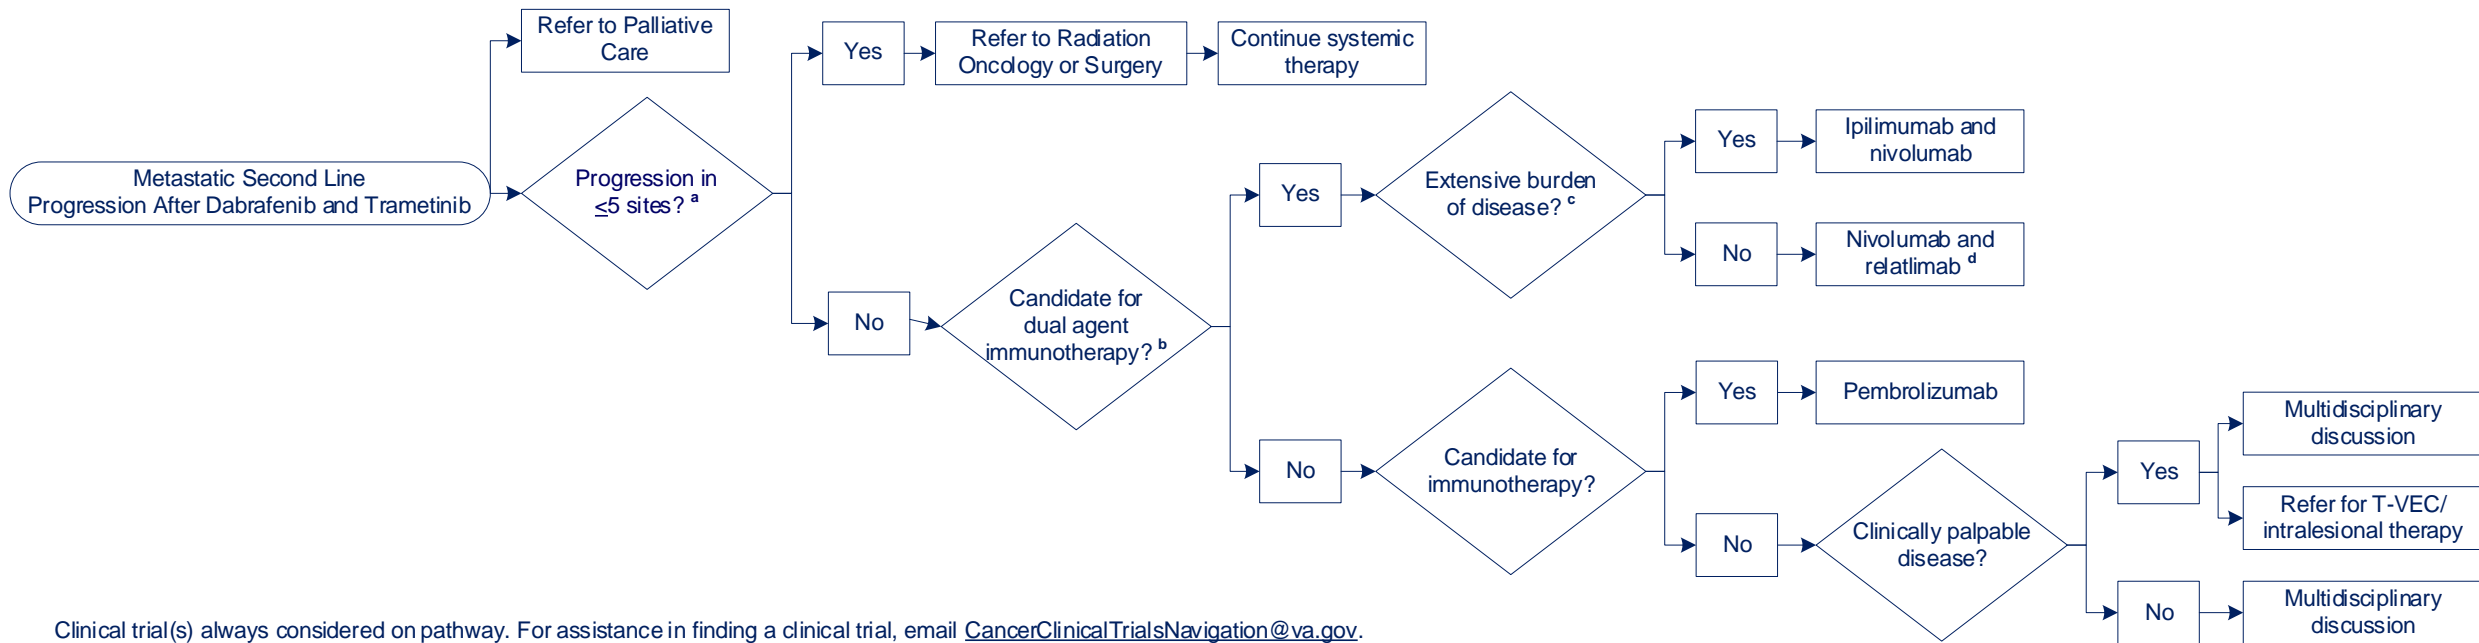 Refer to Palliative
Care
Yes
Refer to Radiation
Oncology or Surgery
Continue systemic
therapy
Metastatic Second Line
Progression After Dabrafenib and Trametinib
Progression in
≤5 sites? a
No
Candidate for
dual agent
immunotherapy? b
Yes
Extensive burden
of disease? c
Yes
Ipilimumab and
nivolumab
No
Nivolumab and
relatlimab d
No
Candidate for
immunotherapy?
Yes
Pembrolizumab
No
Clinically palpable
disease?
Yes
Multidisciplinary
discussion
Refer for T-VEC/
intralesional therapy
No
Multidisciplinary
discussion
Clinical trial(s) always considered on pathway. For assistance in finding a clinical trial, email CancerClinicalTrialsNavigation@va.gov.